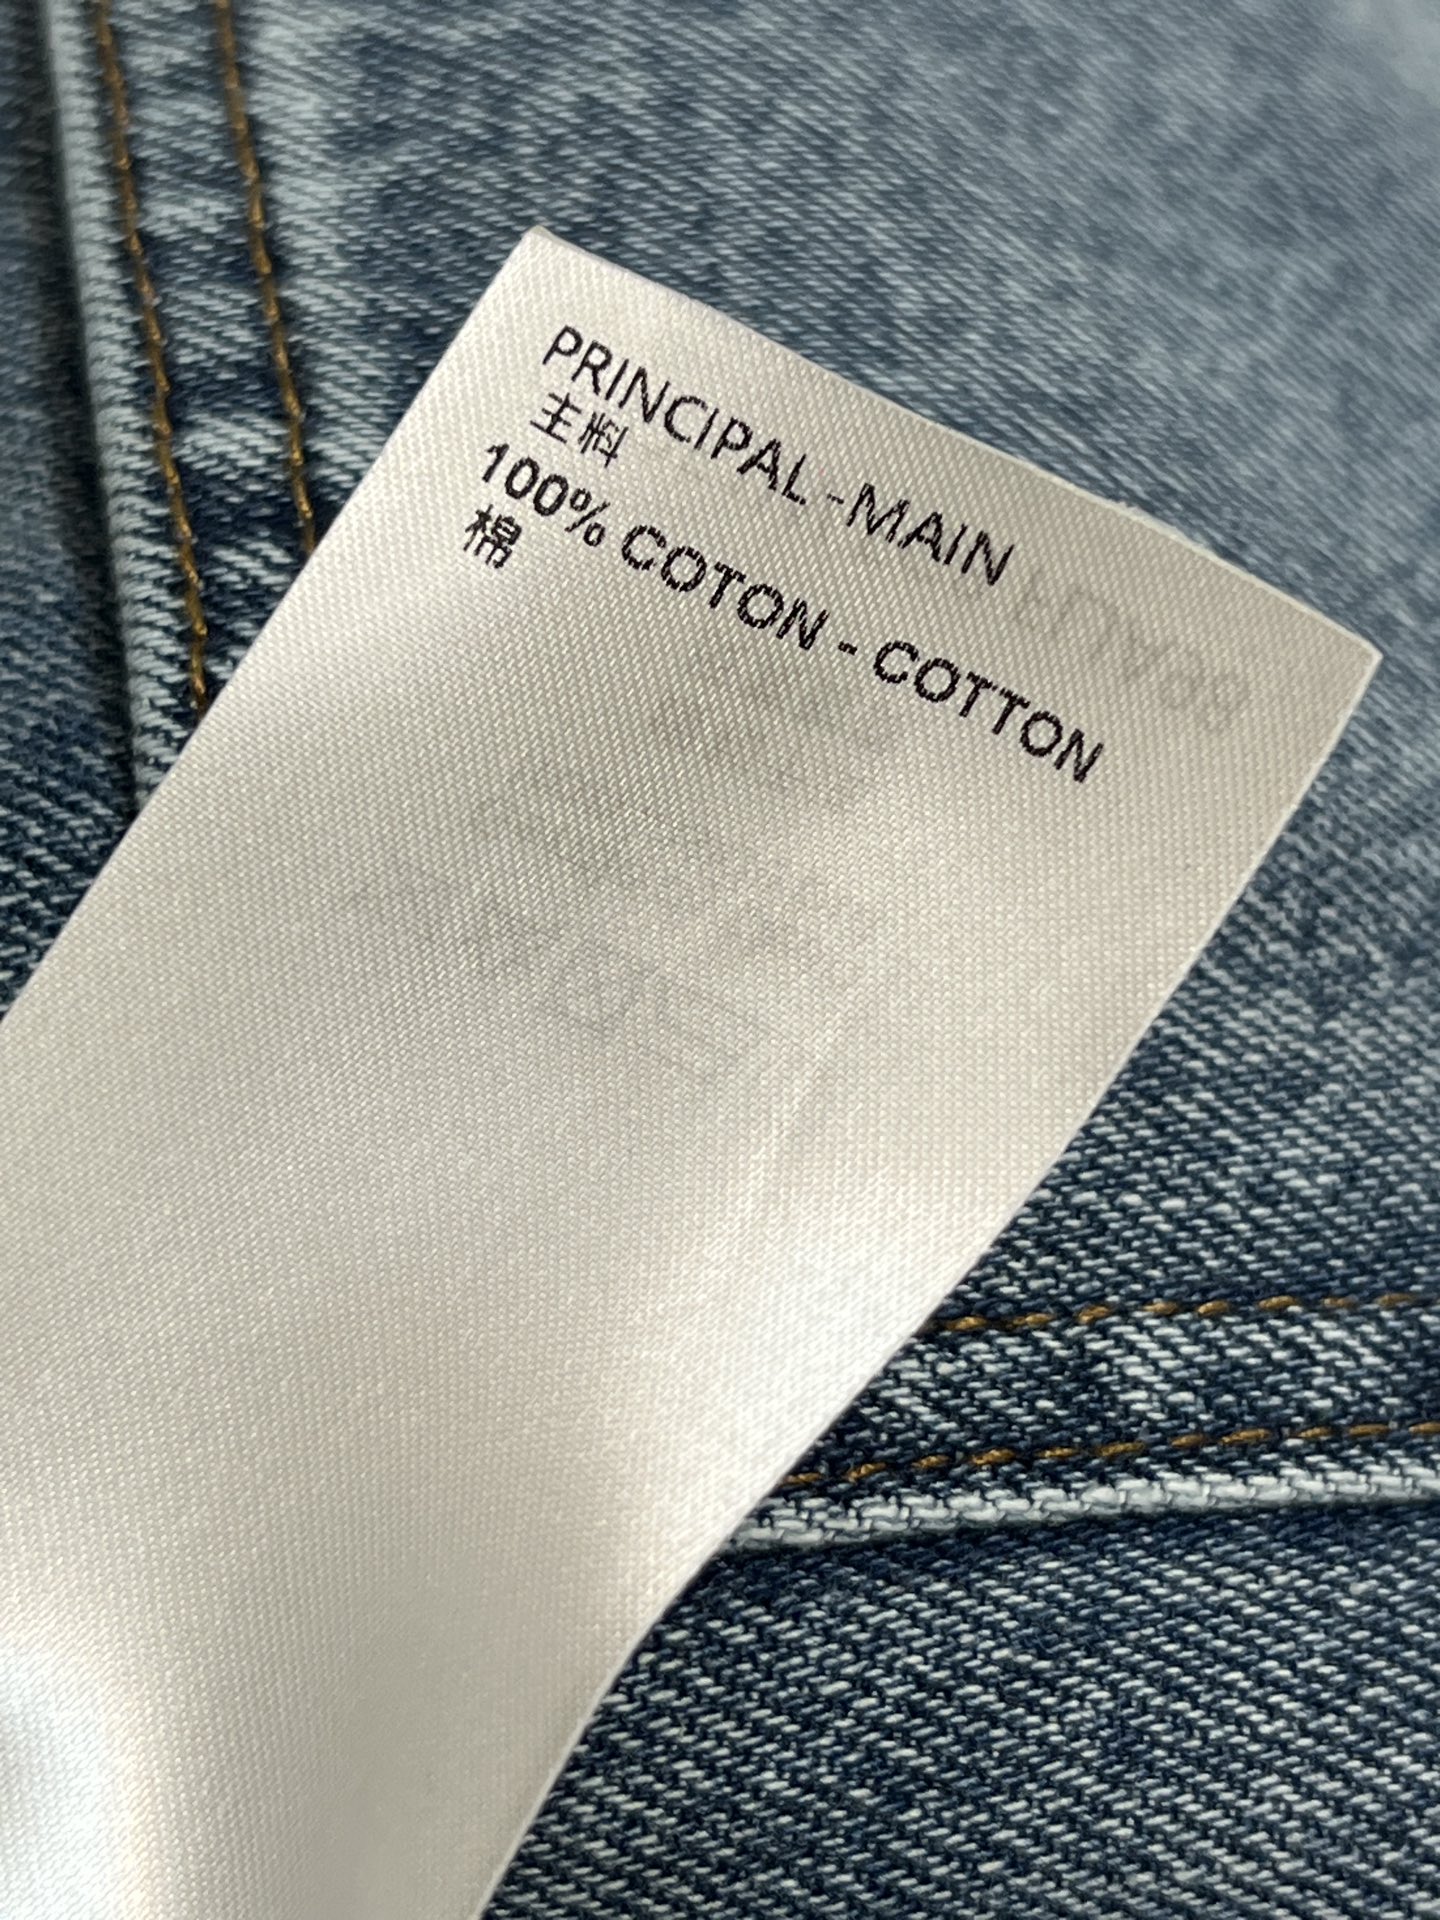 PRINCIPAL - MAIN
主料
100% COTON - COTTON
棉